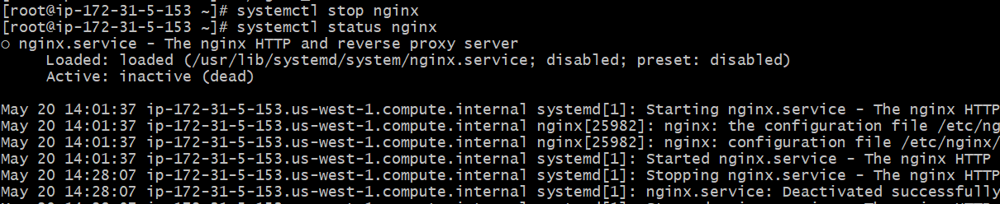 [root@ip-172-31-5-153 ~]# systemctl stop nginx
[root@ip-172-31-5-153 ~]# systemctl status nginx
○ nginx.service - The nginx HTTP and reverse proxy server
     Loaded: loaded (/usr/lib/systemd/system/nginx.service; disabled; preset: disabled)
     Active: inactive (dead)

May 20 14:01:37 ip-172-31-5-153.us-west-1.compute.internal systemd[1]: Starting nginx.service - The nginx HTTP
May 20 14:01:37 ip-172-31-5-153.us-west-1.compute.internal nginx[25982]: nginx: the configuration file /etc/ng
May 20 14:01:37 ip-172-31-5-153.us-west-1.compute.internal nginx[25982]: nginx: configuration file /etc/nginx/
May 20 14:01:37 ip-172-31-5-153.us-west-1.compute.internal systemd[1]: Started nginx.service - The nginx HTTP
May 20 14:28:07 ip-172-31-5-153.us-west-1.compute.internal systemd[1]: Stopping nginx.service - The nginx HTTP
May 20 14:28:07 ip-172-31-5-153.us-west-1.compute.internal systemd[1]: nginx.service: Deactivated successfully